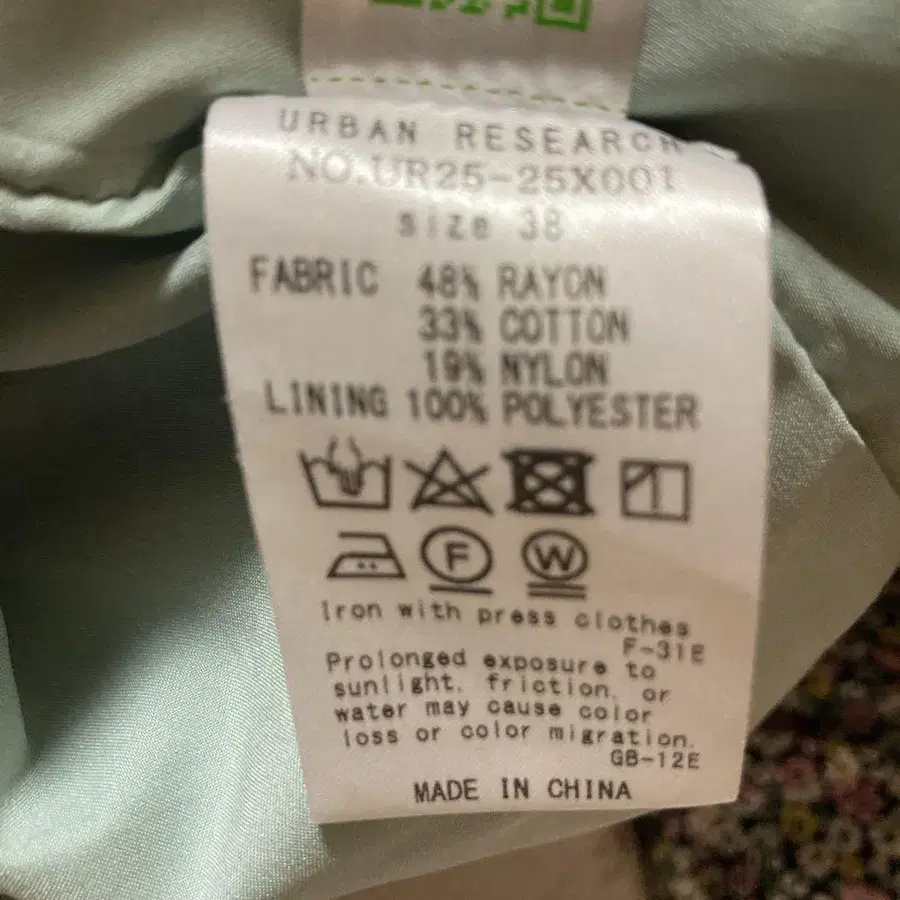 URBAN RESEARCH
NO.UR25-25X001
size 38
FABRIC 48% RAYON
33% COTTON
19% NYLON
LINING 100% POLYESTER
F W
Iron with press clothes
F-31E
Prolonged exposure to
sunlight, friction, or
water may cause color
loss or color migration.
GB-12E
MADE IN CHINA